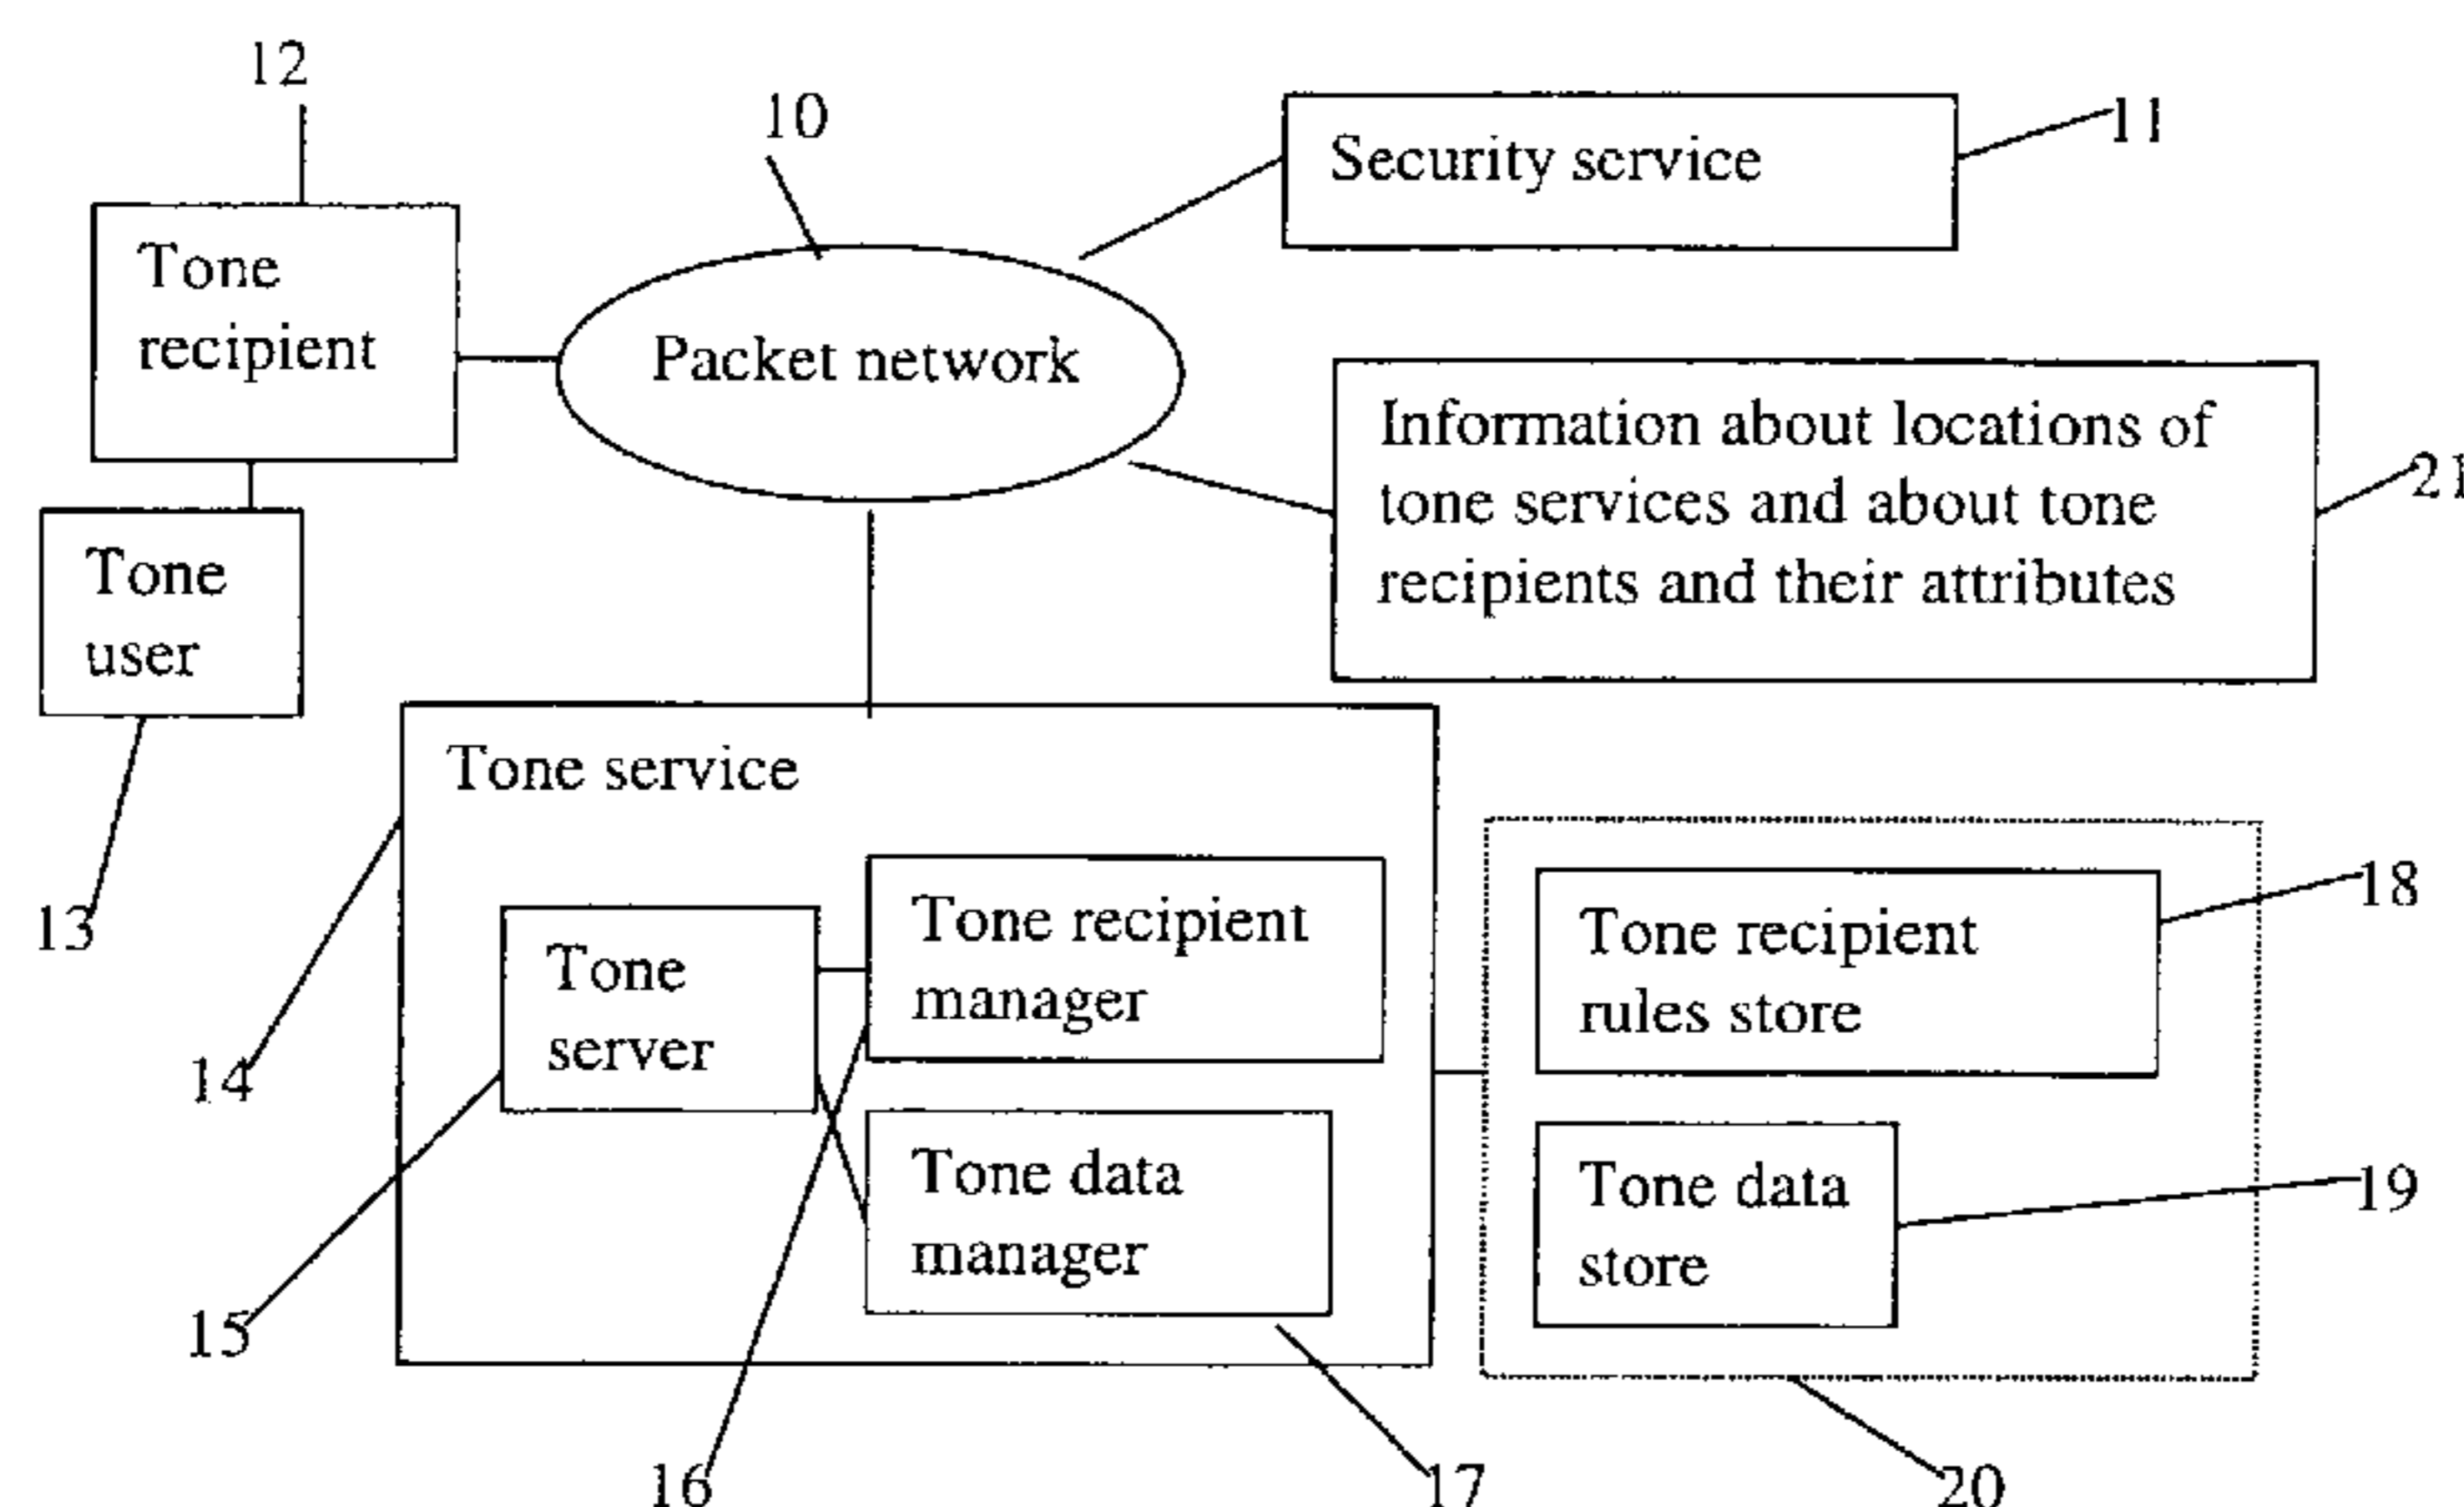 12
10
Security service
11
Tone
recipient
Packet network
Information about locations of
tone services and about tone
recipients and their attributes
21
Tone
user
13
Tone service
14
Tone
server
15
Tone recipient
manager
16
Tone data
manager
17
Tone recipient
rules store
18
Tone data
store
19
20